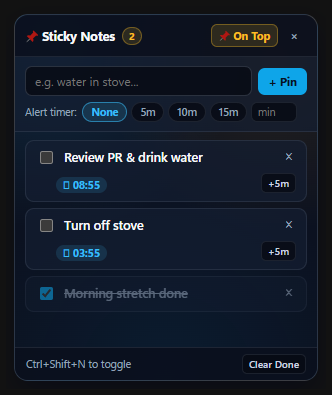 Sticky Notes 2 On Top ×
e.g. water in stove... + Pin
Alert timer: None 5m 10m 15m min
Review PR & drink water x
08:55 +5m
Turn off stove x
03:55 +5m
Morning stretch done x
Ctrl+Shift+N to toggle Clear Done